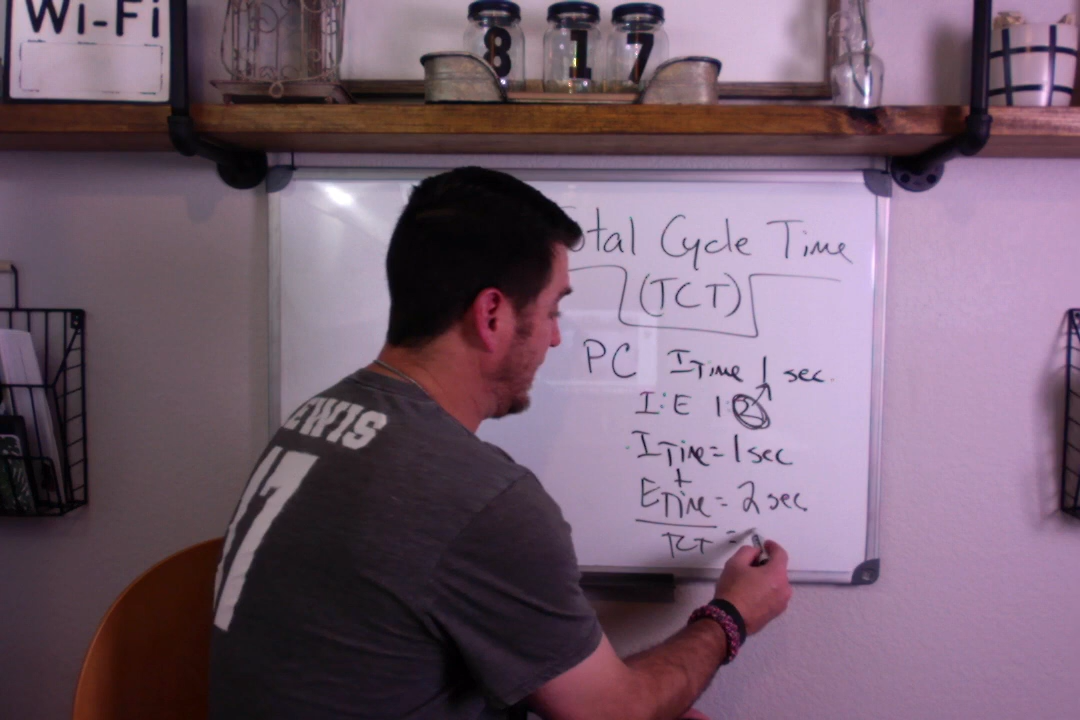 Wi-Fi
8 1 7
otal Cycle Time
(TCT)
PC ITime 1 sec.
I:E 1:2
ITime = 1 sec
+
ETime = 2 sec
TCT =
EWIS
17